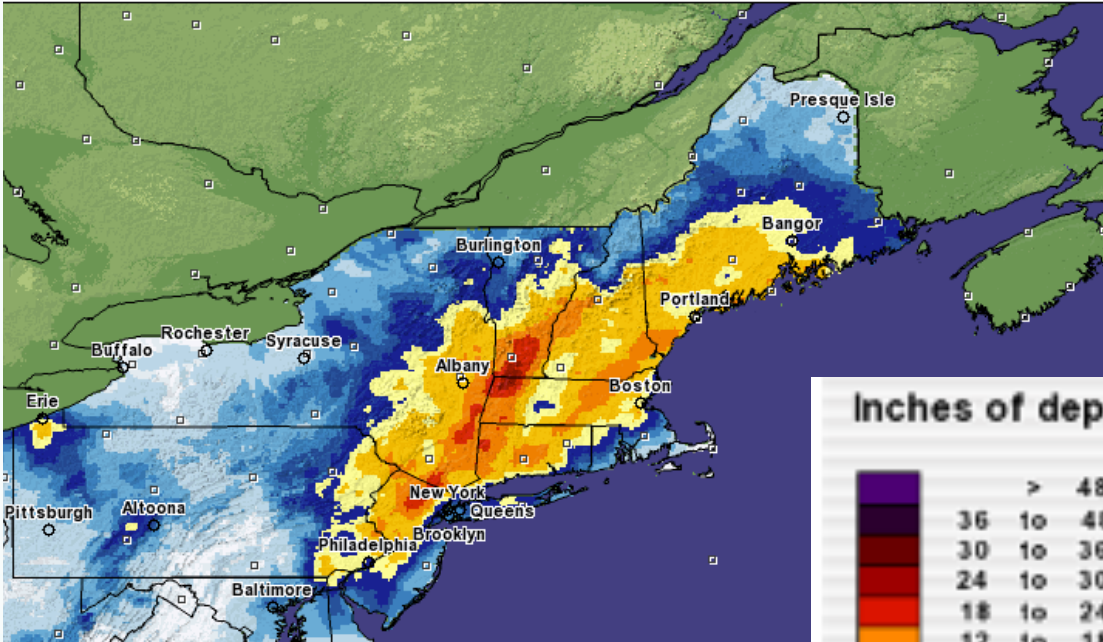 Presque Isle
Bangor
Burlington
Portland
Rochester
Syracuse
Buffalo
Albany
Boston
Erie
New York
Queens
Pittsburgh
Altoona
Brooklyn
Philadelphia
Baltimore
Inches of dep
> 48
36 to 48
30 to 36
24 to 30
18 to 24